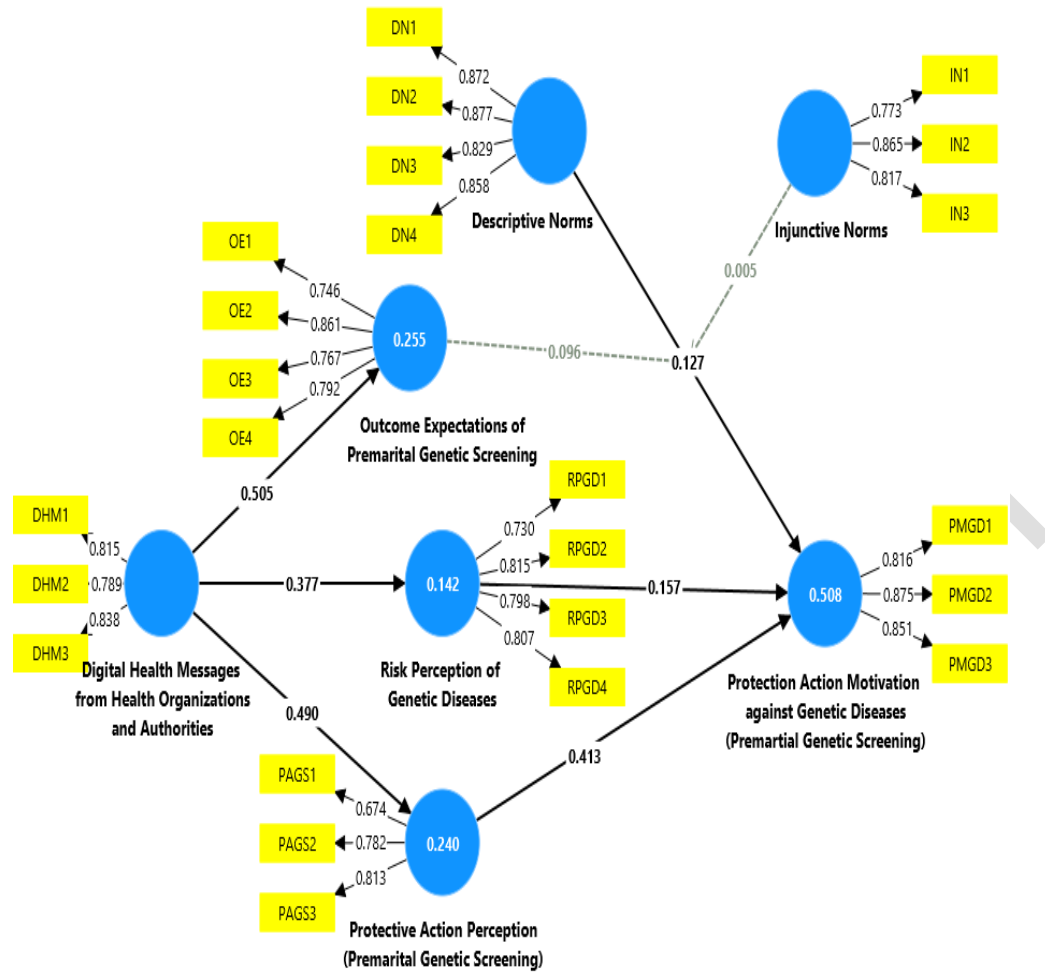 DN1
DN2
DN3
DN4
0.872
0.877
0.829
0.858
Descriptive Norms
IN1
IN2
IN3
0.773
0.865
0.817
Injunctive Norms
0.005
OE1
OE2
OE3
OE4
0.746
0.861
0.767
0.792
0.255
0.096
0.127
Outcome Expectations of
Premarital Genetic Screening
0.505
DHM1
DHM2
DHM3
0.815
0.789
0.838
Digital Health Messages
from Health Organizations
and Authorities
0.377
0.142
RPGD1
RPGD2
RPGD3
RPGD4
0.730
0.815
0.798
0.807
Risk Perception of
Genetic Diseases
0.157
0.508
PMGD1
PMGD2
PMGD3
0.816
0.875
0.851
Protection Action Motivation
against Genetic Diseases
(Premartial Genetic Screening)
0.490
0.413
PAGS1
PAGS2
PAGS3
0.674
0.782
0.813
0.240
Protective Action Perception
(Premarital Genetic Screening)